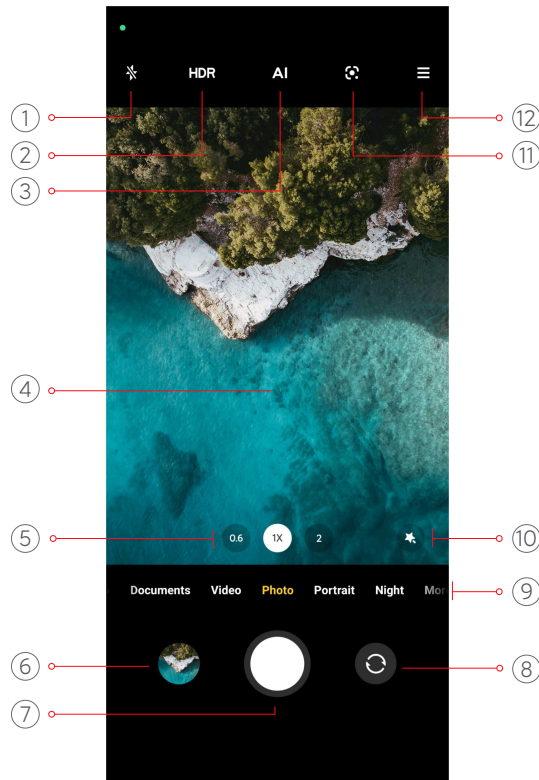 HDR AI
① ⑫
② ⑪
③
④
⑤ 0.6 1X 2 ⑩
Documents Video Photo Portrait Night Mor ⑨
⑥ ⑧
⑦